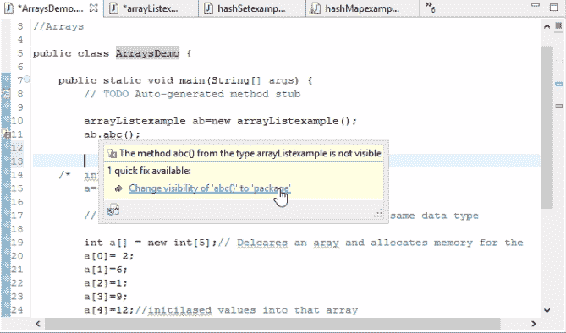 *ArraysDemo.... *arrayListex... hashSetexamp... hashMapexamp... 6
3 //Arrays
4
5 public class ArraysDemo {
6
7 public static void main(String[] args) {
8 // TODO Auto-generated method stub
9
10 arrayListexample ab=new arrayListexample();
11 ab.abc();
12
The method abc() from the type arrayListexample is not visible
13
1 quick fix available:
14 /* in
Change visibility of 'abc()' to 'package'
15 a=
16
17 // same data type
18
19 int a[] = new int[5];// Delcares an array and allocates memory for the
20 a[0]= 2;
21 a[1]=6;
22 a[2]=1;
23 a[3]=9;
24 a[4]=12;//initilased values into that array